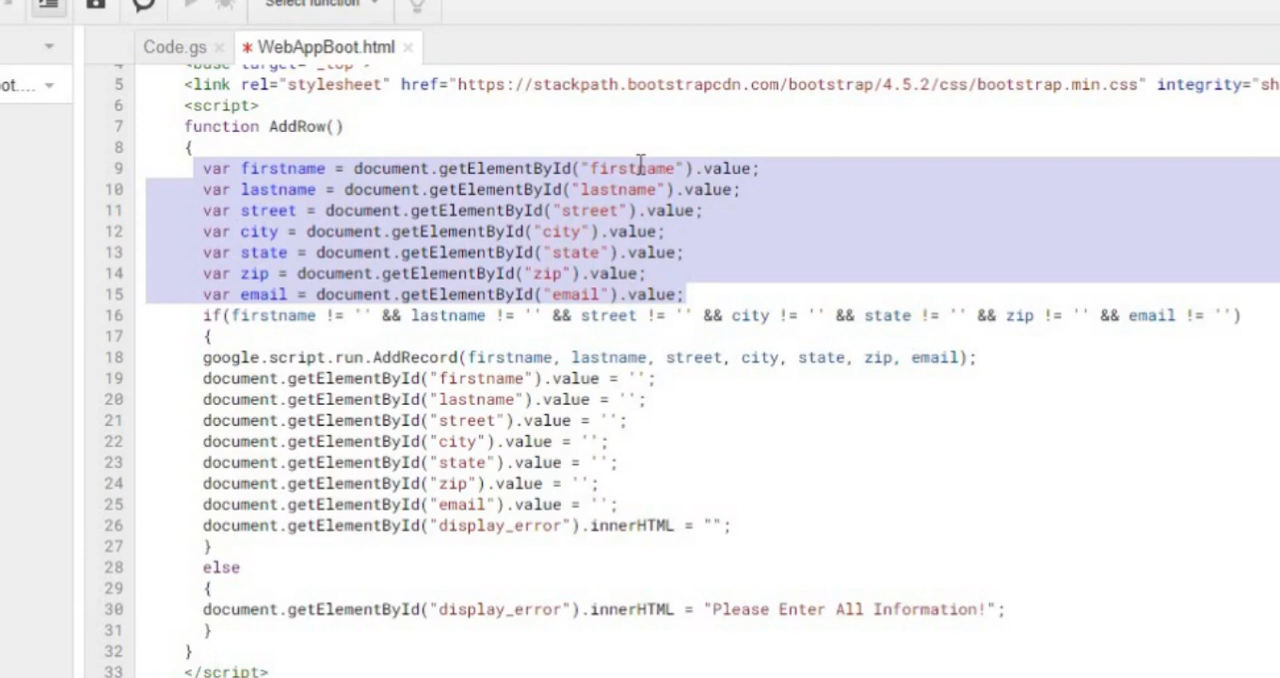 Select function
Code.gs × * WebAppBoot.html ×
ot....
4 <base target="_top">
5 <link rel="stylesheet" href="https://stackpath.bootstrapcdn.com/bootstrap/4.5.2/css/bootstrap.min.css" integrity="sh
6 <script>
7 function AddRow()
8 {
9 var firstname = document.getElementById("firstname").value;
10 var lastname = document.getElementById("lastname").value;
11 var street = document.getElementById("street").value;
12 var city = document.getElementById("city").value;
13 var state = document.getElementById("state").value;
14 var zip = document.getElementById("zip").value;
15 var email = document.getElementById("email").value;
16 if(firstname != '' && lastname != '' && street != '' && city != '' && state != '' && zip != '' && email != '')
17 {
18 google.script.run.AddRecord(firstname, lastname, street, city, state, zip, email);
19 document.getElementById("firstname").value = '';
20 document.getElementById("lastname").value = '';
21 document.getElementById("street").value = '';
22 document.getElementById("city").value = '';
23 document.getElementById("state").value = '';
24 document.getElementById("zip").value = '';
25 document.getElementById("email").value = '';
26 document.getElementById("display_error").innerHTML = "";
27 }
28 else
29 {
30 document.getElementById("display_error").innerHTML = "Please Enter All Information!";
31 }
32 }
33 </script>